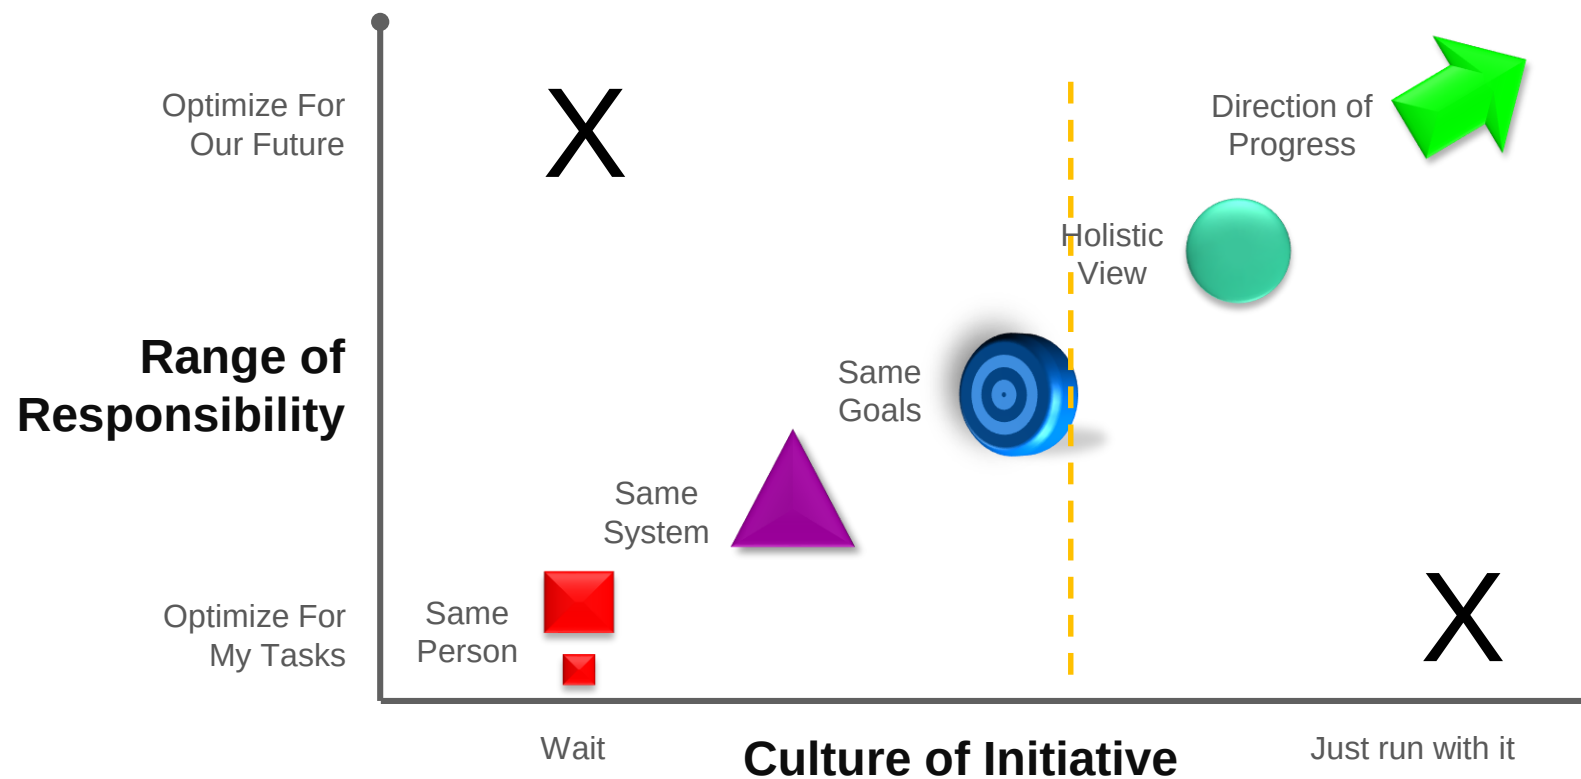 Optimize For
Our Future
X
Direction of
Progress
Holistic
View
Range of
Responsibility
Same
Goals
Same
System
Optimize For
My Tasks
Same
Person
X
Wait
Culture of Initiative
Just run with it